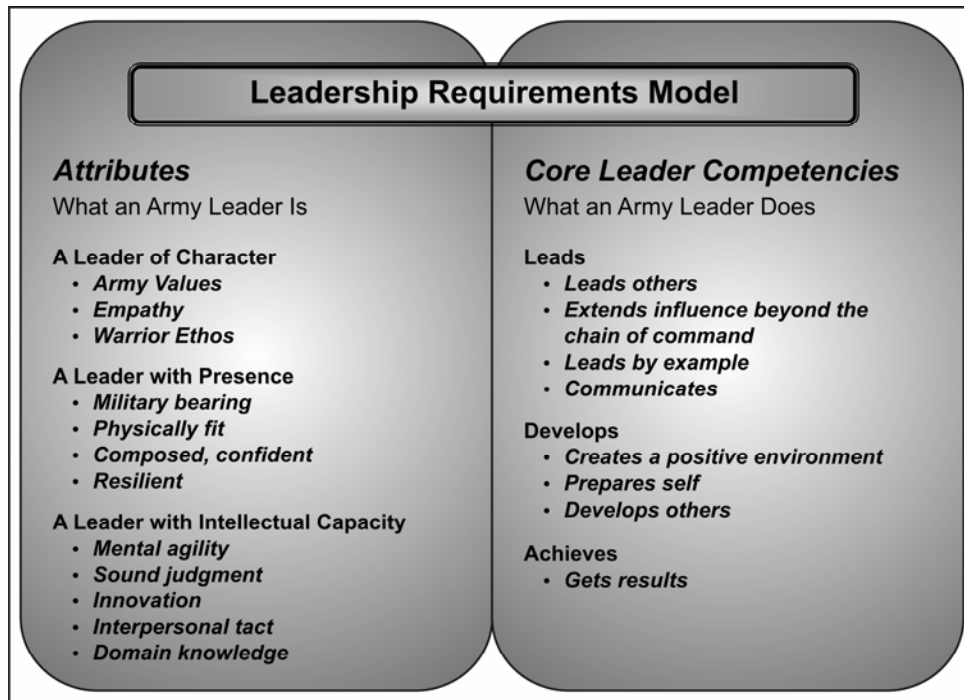 Leadership Requirements Model
Attributes
What an Army Leader Is
A Leader of Character
• Army Values
• Empathy
• Warrior Ethos
A Leader with Presence
• Military bearing
• Physically fit
• Composed, confident
• Resilient
A Leader with Intellectual Capacity
• Mental agility
• Sound judgment
• Innovation
• Interpersonal tact
• Domain knowledge
Core Leader Competencies
What an Army Leader Does
Leads
• Leads others
• Extends influence beyond the
chain of command
• Leads by example
• Communicates
Develops
• Creates a positive environment
• Prepares self
• Develops others
Achieves
• Gets results